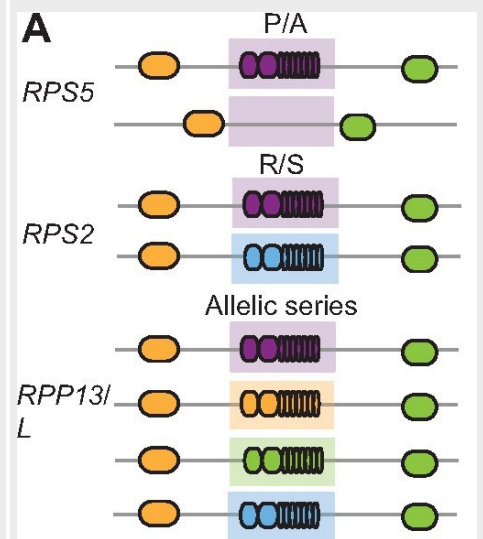 A
P/A
RPS5
R/S
RPS2
Allelic series
RPP13/
L